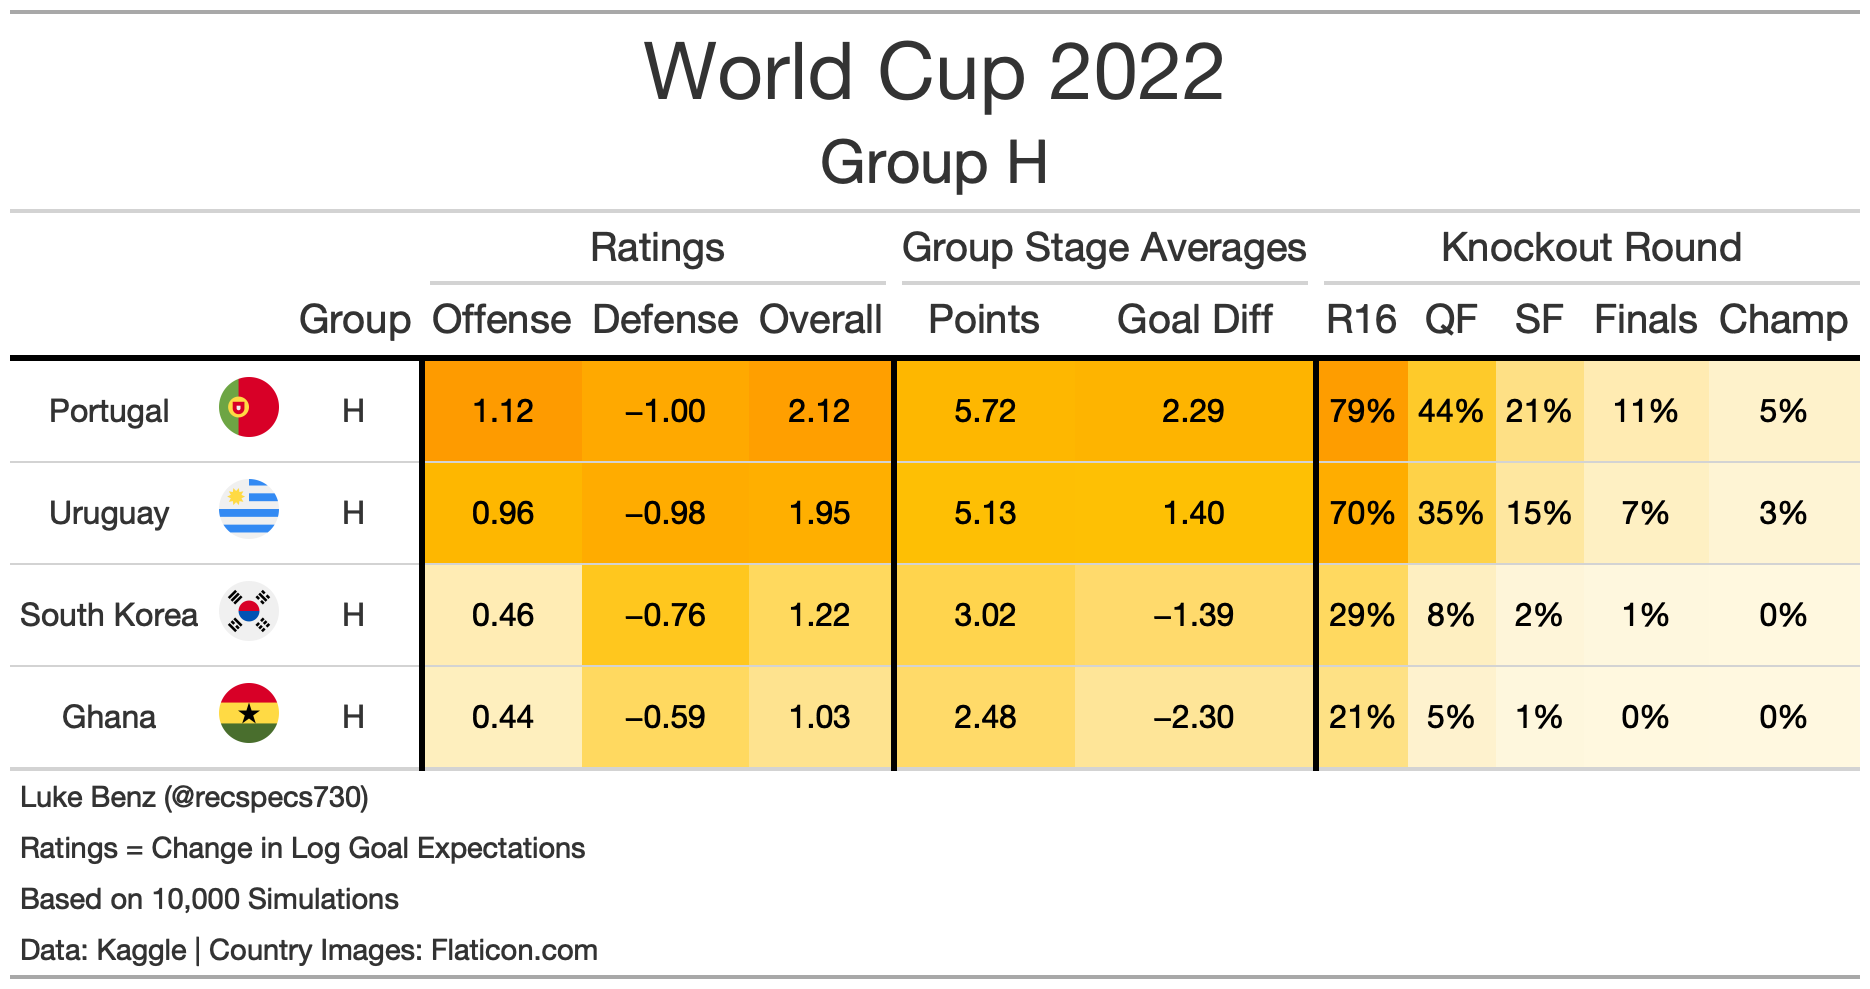 World Cup 2022
Group H
Ratings Group Stage Averages Knockout Round
Group Offense Defense Overall Points Goal Diff R16 QF SF Finals Champ
Portugal H 1.12 −1.00 2.12 5.72 2.29 79% 44% 21% 11% 5%
Uruguay H 0.96 −0.98 1.95 5.13 1.40 70% 35% 15% 7% 3%
South Korea H 0.46 −0.76 1.22 3.02 −1.39 29% 8% 2% 1% 0%
Ghana H 0.44 −0.59 1.03 2.48 −2.30 21% 5% 1% 0% 0%
Luke Benz (@recspecs730)
Ratings = Change in Log Goal Expectations
Based on 10,000 Simulations
Data: Kaggle | Country Images: Flaticon.com